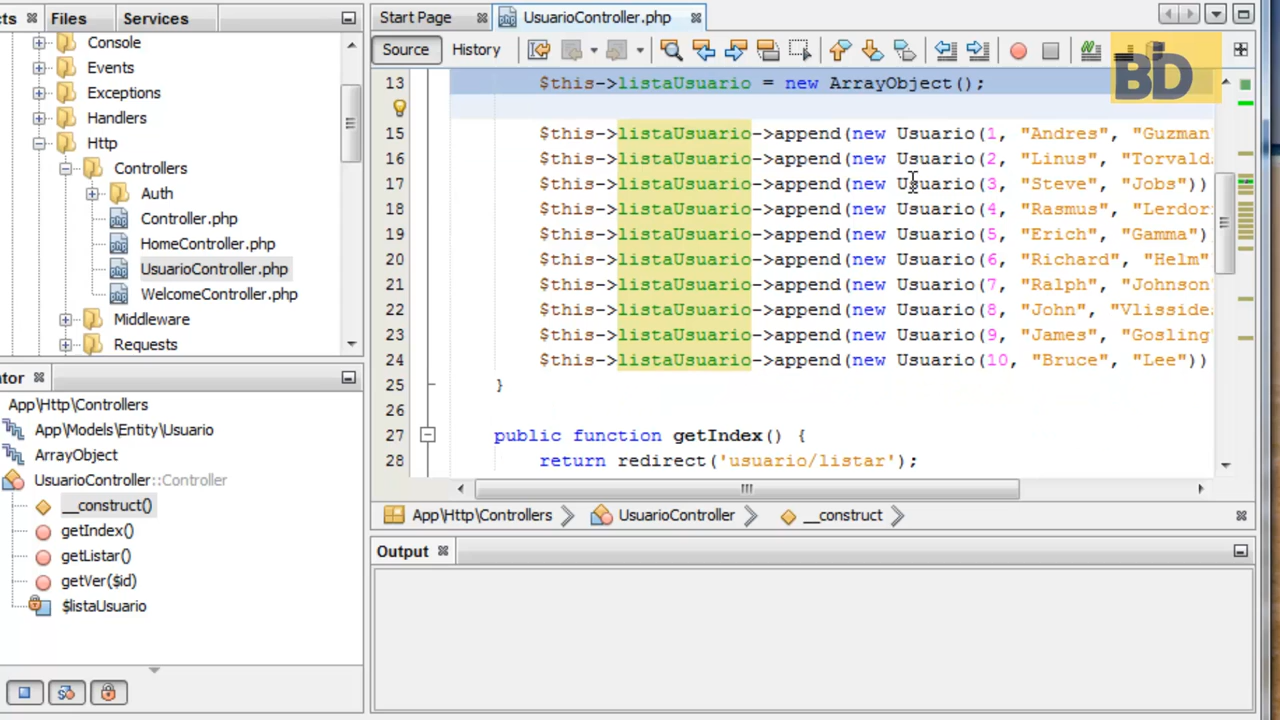 cts Files Services
Console
Events
Exceptions
Handlers
Http
Controllers
Auth
Controller.php
HomeController.php
UsuarioController.php
WelcomeController.php
Middleware
Requests
ator
App\Http\Controllers
App\Models\Entity\Usuario
ArrayObject
UsuarioController::Controller
__construct()
getIndex()
getListar()
getVer($id)
$listaUsuario
Start Page UsuarioController.php
Source History
BD
13 $this->listaUsuario = new ArrayObject();
15 $this->listaUsuario->append(new Usuario(1, "Andres", "Guzman"
16 $this->listaUsuario->append(new Usuario(2, "Linus", "Torvald
17 $this->listaUsuario->append(new Usuario(3, "Steve", "Jobs"))
18 $this->listaUsuario->append(new Usuario(4, "Rasmus", "Lerdor
19 $this->listaUsuario->append(new Usuario(5, "Erich", "Gamma")
20 $this->listaUsuario->append(new Usuario(6, "Richard", "Helm"
21 $this->listaUsuario->append(new Usuario(7, "Ralph", "Johnson
22 $this->listaUsuario->append(new Usuario(8, "John", "Vlisside
23 $this->listaUsuario->append(new Usuario(9, "James", "Gosling
24 $this->listaUsuario->append(new Usuario(10, "Bruce", "Lee"))
25 }
26
27 public function getIndex() {
28 return redirect('usuario/listar');
App\Http\Controllers UsuarioController __construct
Output